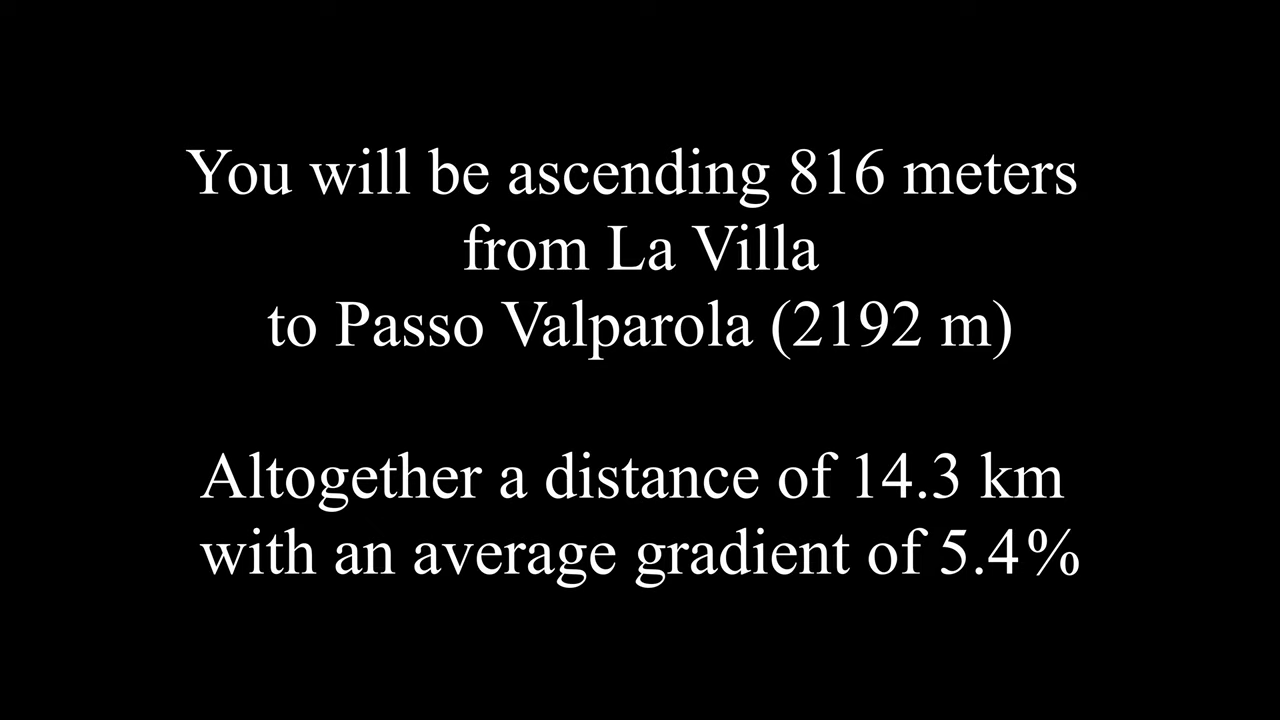 You will be ascending 816 meters
from La Villa
to Passo Valparola (2192 m)
Altogether a distance of 14.3 km
with an average gradient of 5.4%